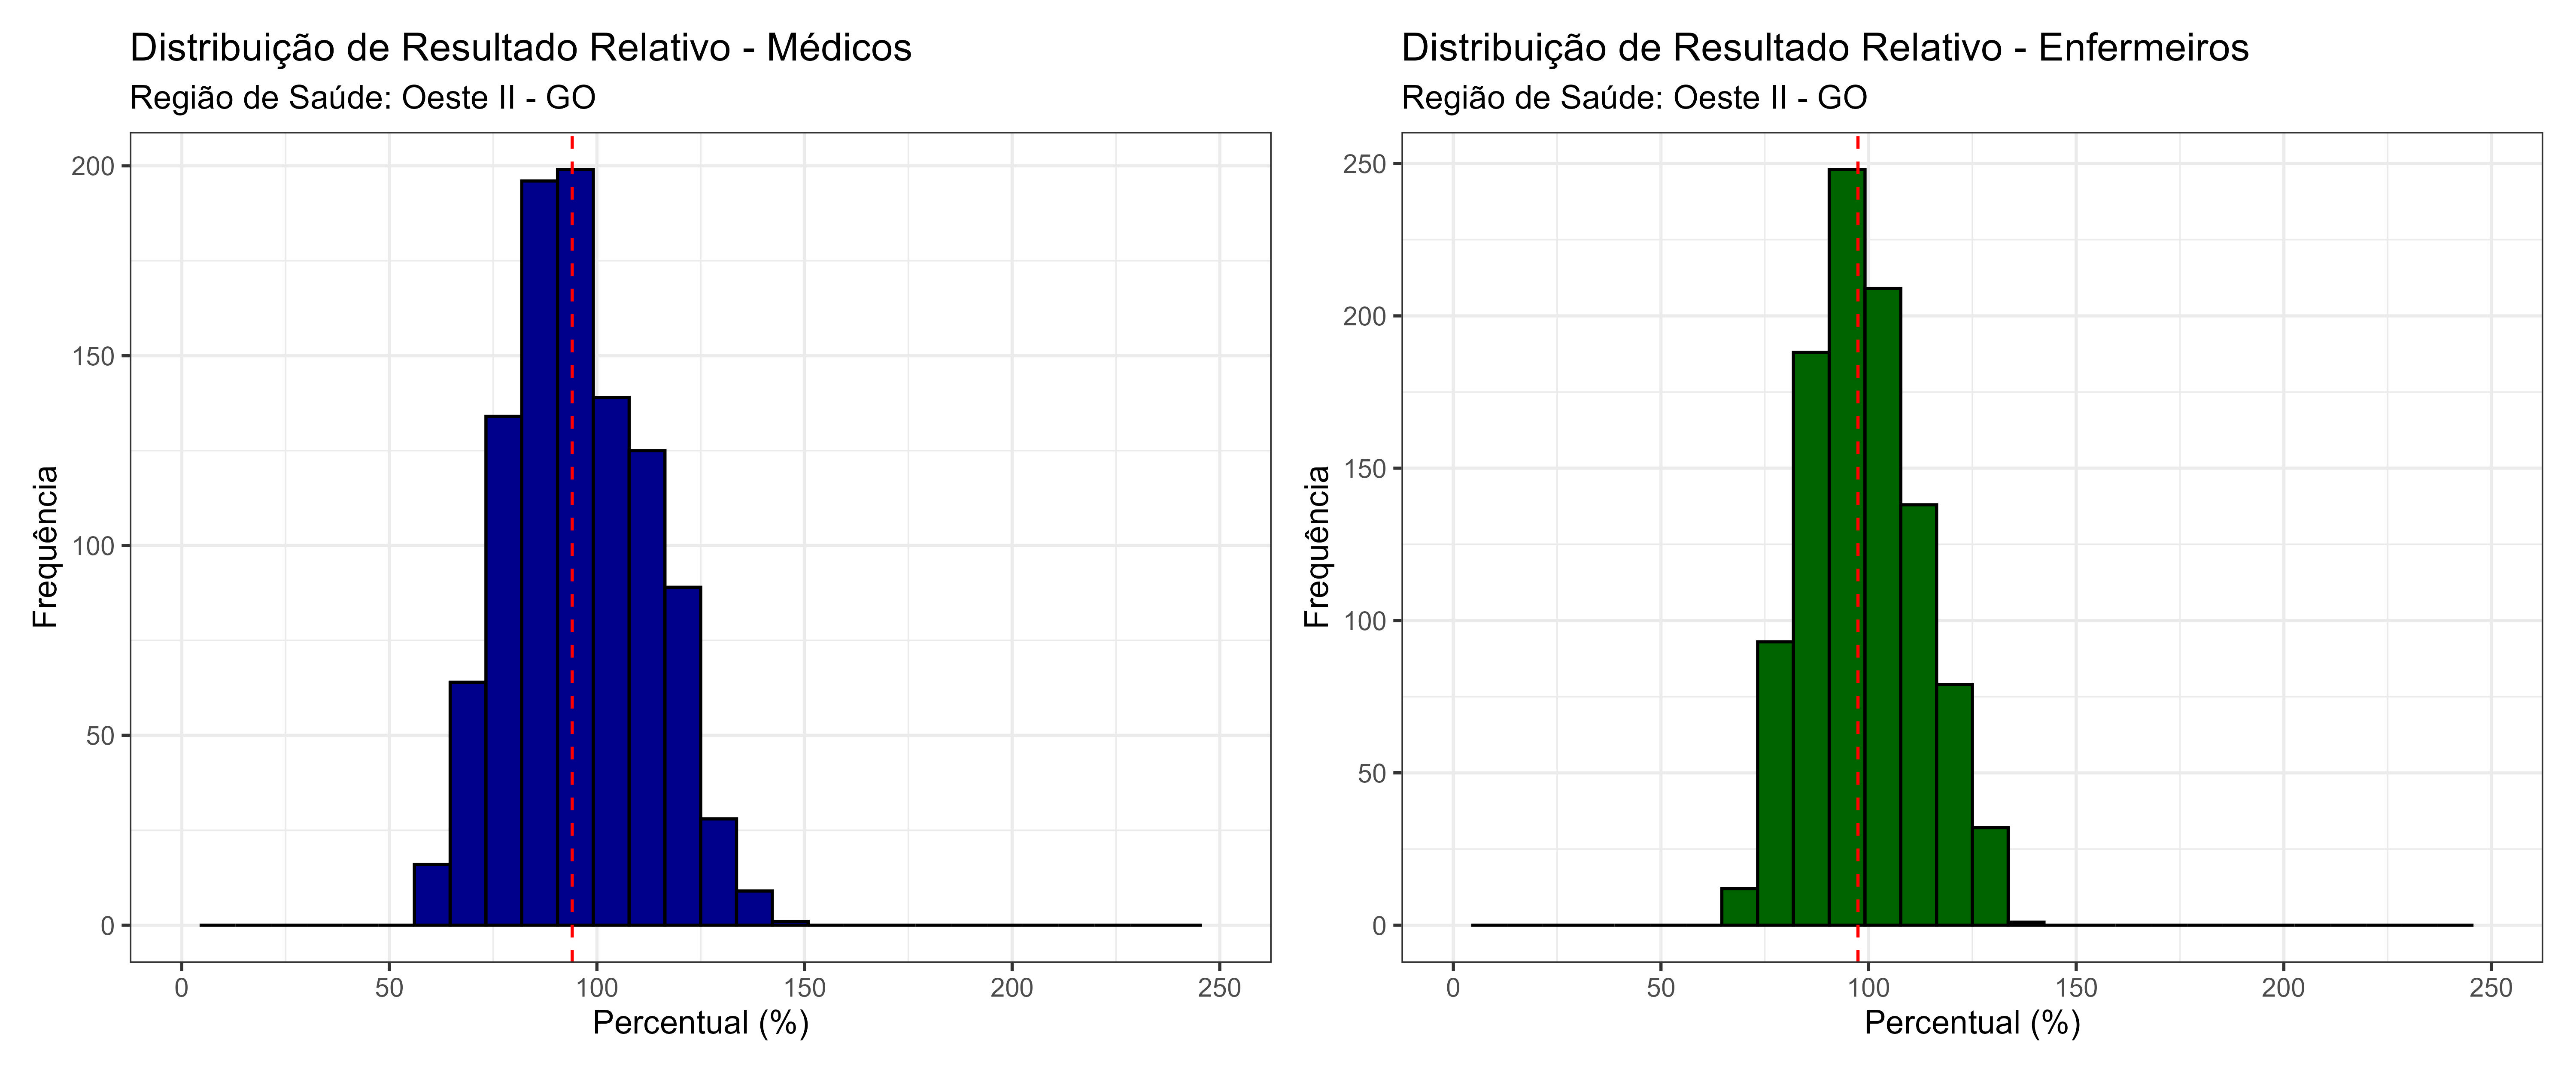 Distribuição de Resultado Relativo - Médicos
Região de Saúde: Oeste II - GO
200
150
100
50
0
Frequência
0 50 100 150 200 250
Percentual (%)
Distribuição de Resultado Relativo - Enfermeiros
Região de Saúde: Oeste II - GO
250
200
150
100
50
0
Frequência
0 50 100 150 200 250
Percentual (%)